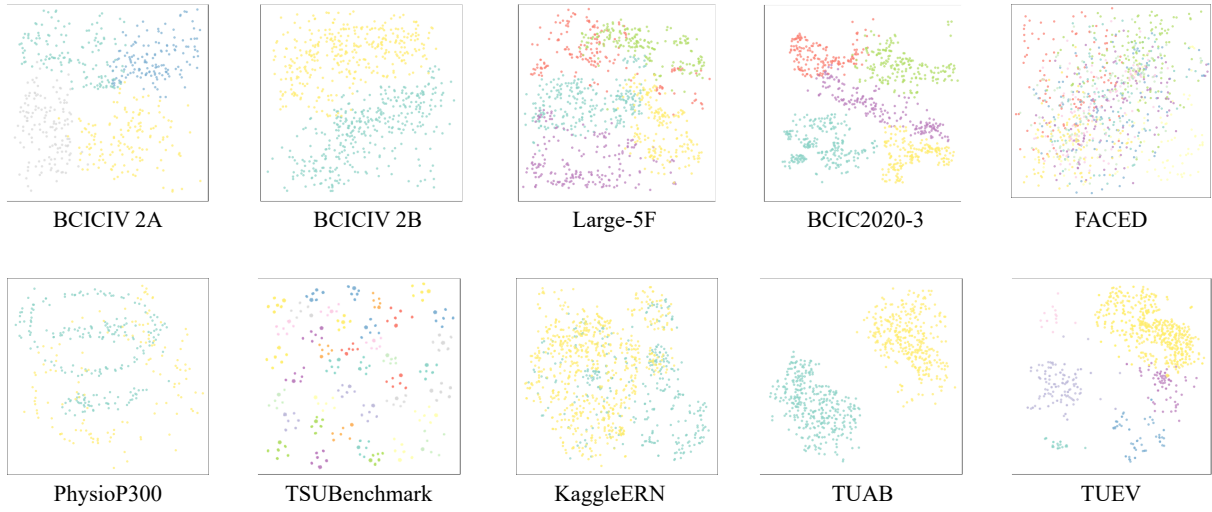 BCICIV 2A
BCICIV 2B
Large-5F
BCIC2020-3
FACED
PhysioP300
TSUBenchmark
KaggleERN
TUAB
TUEV